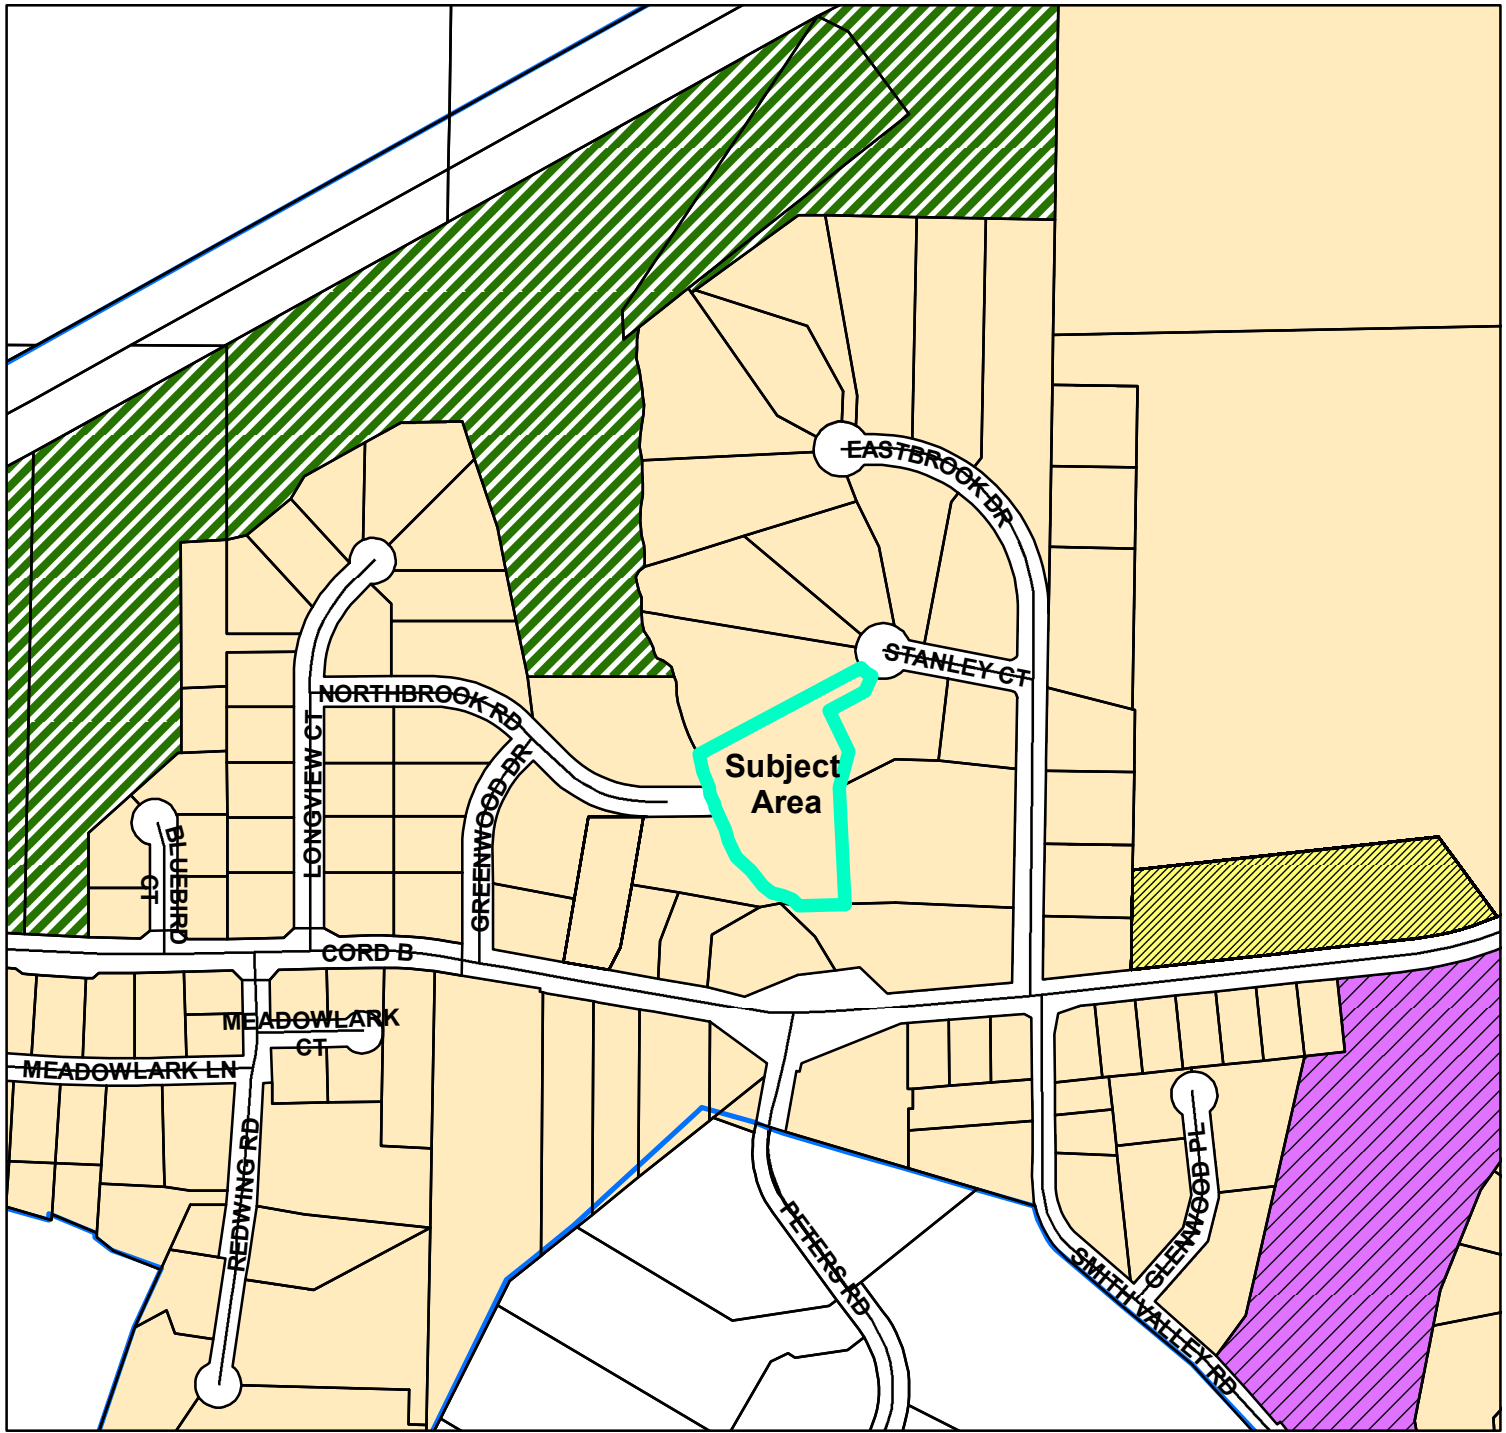 EASTBROOK DR
STANLEY CT
NORTHBROOK RD
LONGVIEW CT
GREENWOOD DR
Subject
Area
BLUEBIRD
CT
CORD B
MEADOWLARK
CT
MEADOWLARK LN
REDWING RD
PETERS RD
GLENWOOD PL
SMITH VALLEY RD